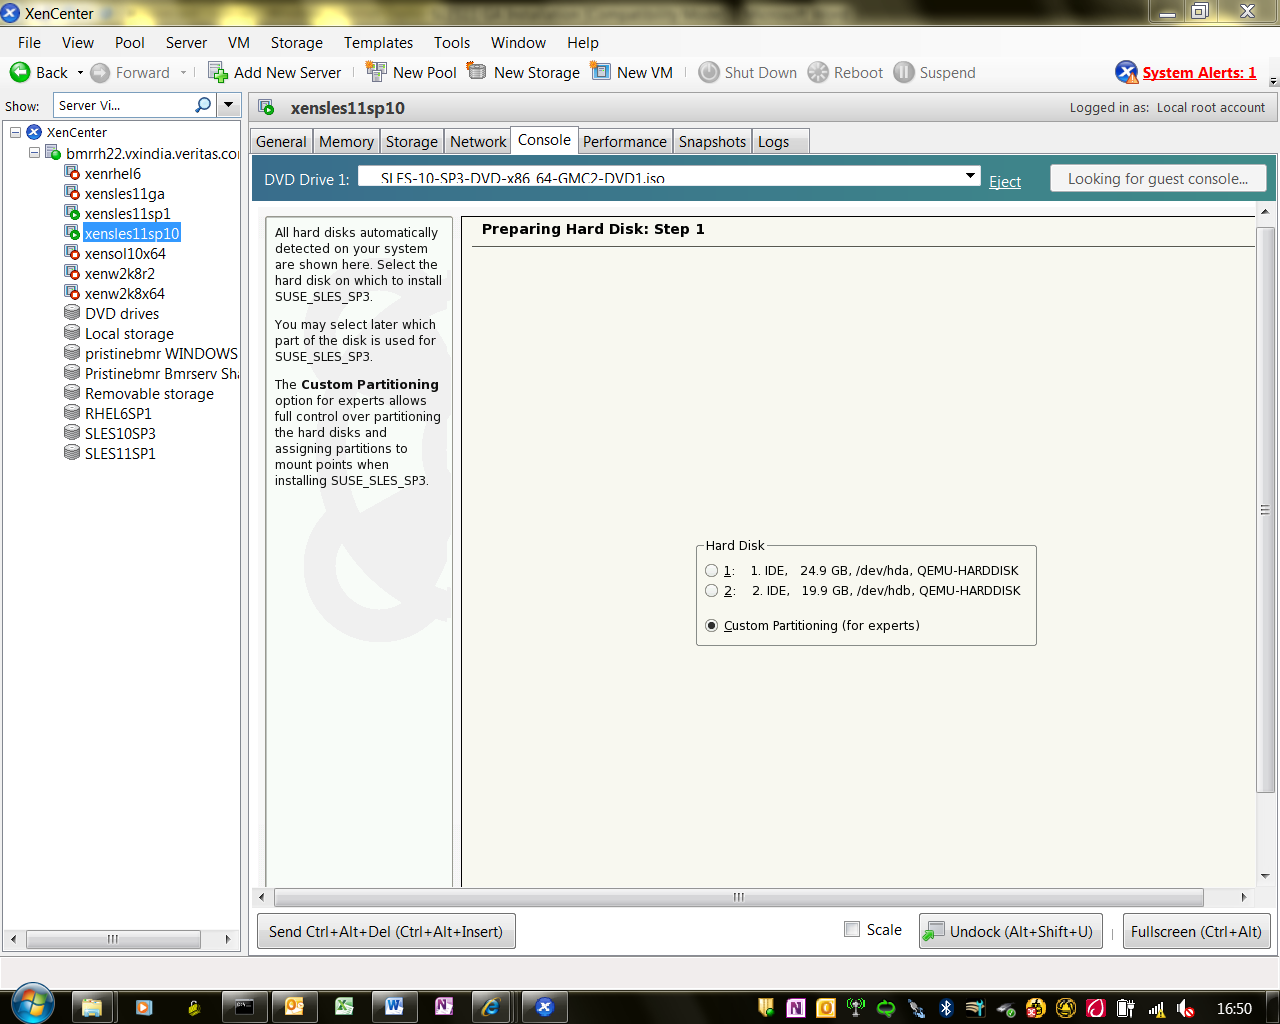 XenCenter
File View Pool Server VM Storage Templates Tools Window Help
Back Forward Add New Server New Pool New Storage New VM Shut Down Reboot Suspend System Alerts: 1
Show: Server Vi...
xensles11sp10
Logged in as: Local root account
XenCenter
bmrrh22.vxindia.veritas.co
xenrhel6
xensles11ga
xensles11sp1
xensles11sp10
xensol10x64
xenw2k8r2
xenw2k8x64
DVD drives
Local storage
pristinebmr WINDOWS
Pristinebmr Bmrserv Sha
Removable storage
RHEL6SP1
SLES10SP3
SLES11SP1
General Memory Storage Network Console Performance Snapshots Logs
DVD Drive 1: SLES-10-SP3-DVD-x86_64-GMC2-DVD1.iso Eject Looking for guest console...
All hard disks automatically
detected on your system
are shown here. Select the
hard disk on which to install
SUSE_SLES_SP3.
You may select later which
part of the disk is used for
SUSE_SLES_SP3.
The Custom Partitioning
option for experts allows
full control over partitioning
the hard disks and
assigning partitions to
mount points when
installing SUSE_SLES_SP3.
Preparing Hard Disk: Step 1
Hard Disk
1: 1. IDE, 24.9 GB, /dev/hda, QEMU-HARDDISK
2: 2. IDE, 19.9 GB, /dev/hdb, QEMU-HARDDISK
Custom Partitioning (for experts)
Send Ctrl+Alt+Del (Ctrl+Alt+Insert)
Scale
Undock (Alt+Shift+U)
Fullscreen (Ctrl+Alt)
16:50